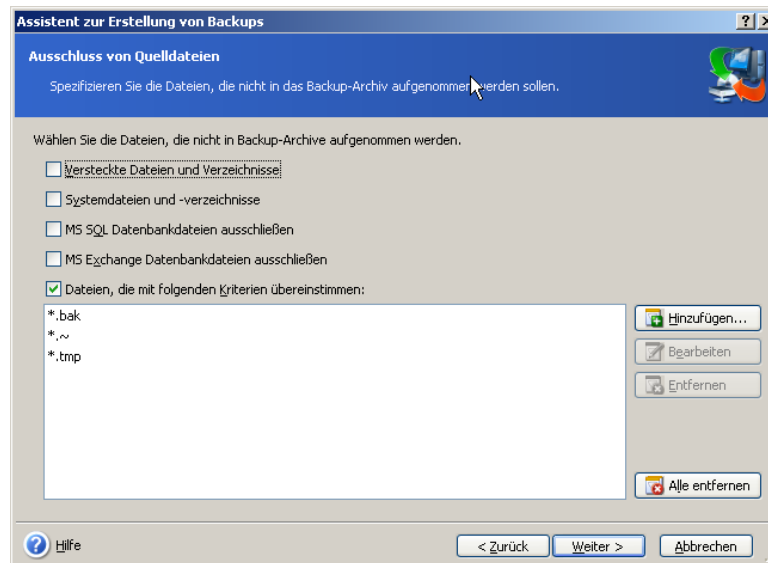 Assistent zur Erstellung von Backups
Ausschluss von Quelldateien
Spezifizieren Sie die Dateien, die nicht in das Backup-Archiv aufgenommen werden sollen.
Wählen Sie die Dateien, die nicht in Backup-Archive aufgenommen werden.
Versteckte Dateien und Verzeichnisse
Systemdateien und -verzeichnisse
MS SQL Datenbankdateien ausschließen
MS Exchange Datenbankdateien ausschließen
Dateien, die mit folgenden Kriterien übereinstimmen:
*.bak
*.~
*.tmp
Hinzufügen...
Bearbeiten
Entfernen
Alle entfernen
Hilfe
< Zurück
Weiter >
Abbrechen